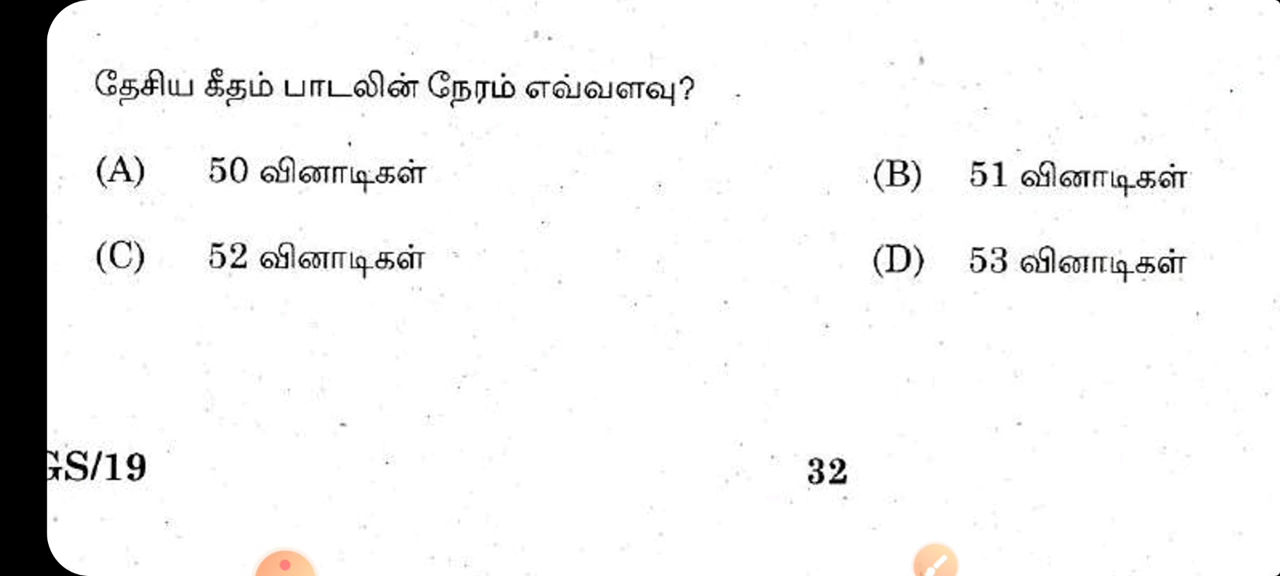 தேசிய கீதம் பாடலின் நேரம் எவ்வளவு?
(A) 50 வினாடிகள் (B) 51 வினாடிகள்
(C) 52 வினாடிகள் (D) 53 வினாடிகள்
GS/19 32